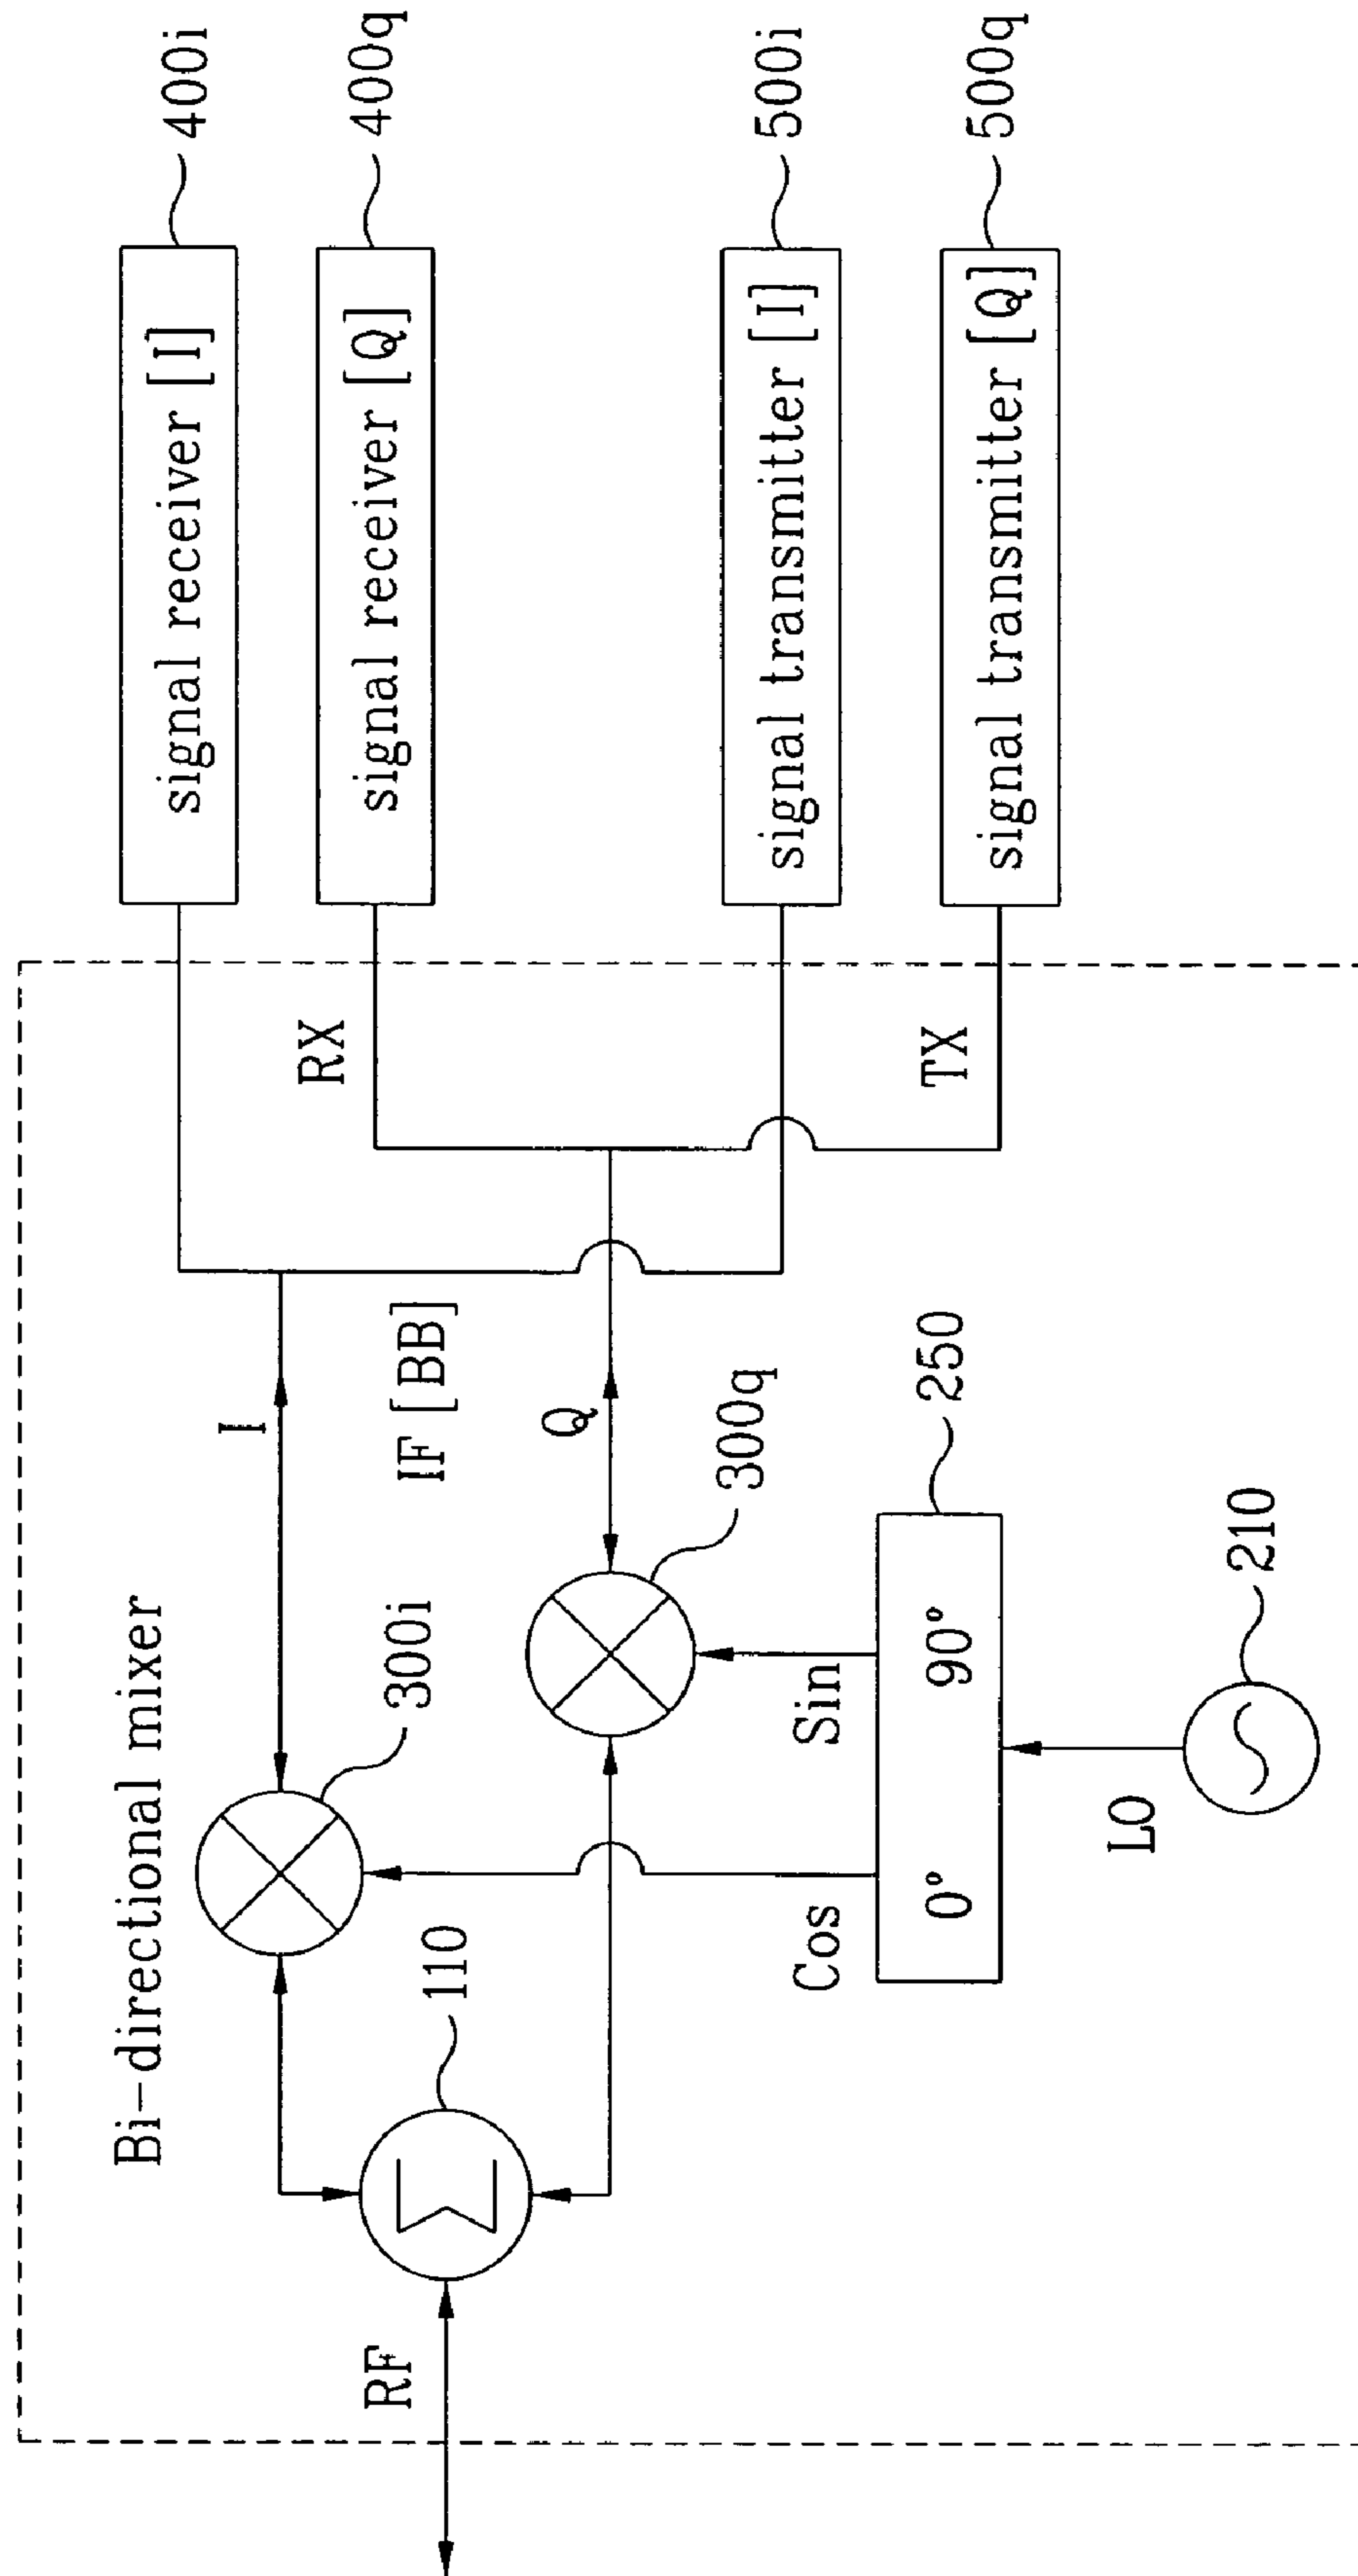 Bi-directional mixer
RF
110
300i
I
IF [BB]
Q
300q
Cos
Sin
0° 90°
250
LO
210
RX
TX
signal receiver [I]
400i
signal receiver [Q]
400q
signal transmitter [I]
500i
signal transmitter [Q]
500q
Σ